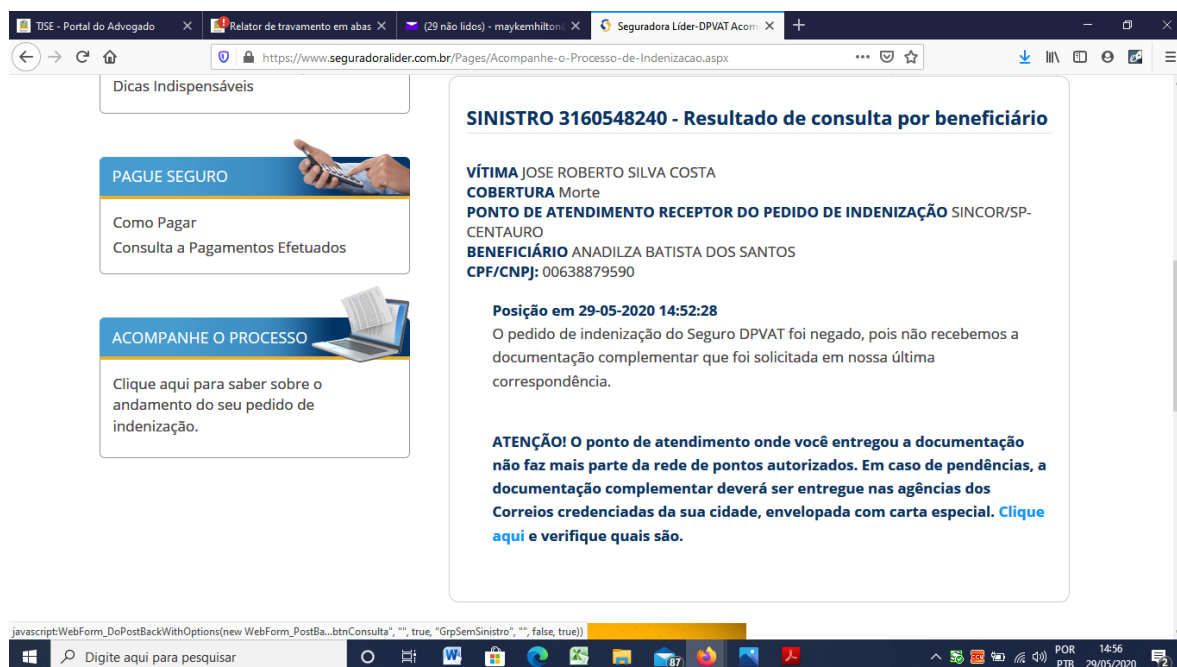 TJSE - Portal do Advogado
Relator de travamento em abas
(29 não lidos) - maykemhilton
Seguradora Líder-DPVAT Acom
https://www.seguradoralider.com.br/Pages/Acompanhe-o-Processo-de-Indenizacao.aspx
Dicas Indispensáveis
PAGUE SEGURO
Como Pagar
Consulta a Pagamentos Efetuados
ACOMPANHE O PROCESSO
Clique aqui para saber sobre o
andamento do seu pedido de
indenização.
SINISTRO 3160548240 - Resultado de consulta por beneficiário
VÍTIMA JOSE ROBERTO SILVA COSTA
COBERTURA Morte
PONTO DE ATENDIMENTO RECEPTOR DO PEDIDO DE INDENIZAÇÃO SINCOR/SP-
CENTAURO
BENEFICIÁRIO ANADILZA BATISTA DOS SANTOS
CPF/CNPJ: 00638879590
Posição em 29-05-2020 14:52:28
O pedido de indenização do Seguro DPVAT foi negado, pois não recebemos a
documentação complementar que foi solicitada em nossa última
correspondência.
ATENÇÃO! O ponto de atendimento onde você entregou a documentação
não faz mais parte da rede de pontos autorizados. Em caso de pendências, a
documentação complementar deverá ser entregue nas agências dos
Correios credenciadas da sua cidade, envelopada com carta especial. Clique
aqui e verifique quais são.
javascript:WebForm_DoPostBackWithOptions(new WebForm_PostBa...btnConsulta", "", true, "GrpSemSinistro", "", false, true))
Digite aqui para pesquisar
87
POR
PTB
14:56
29/05/2020
2